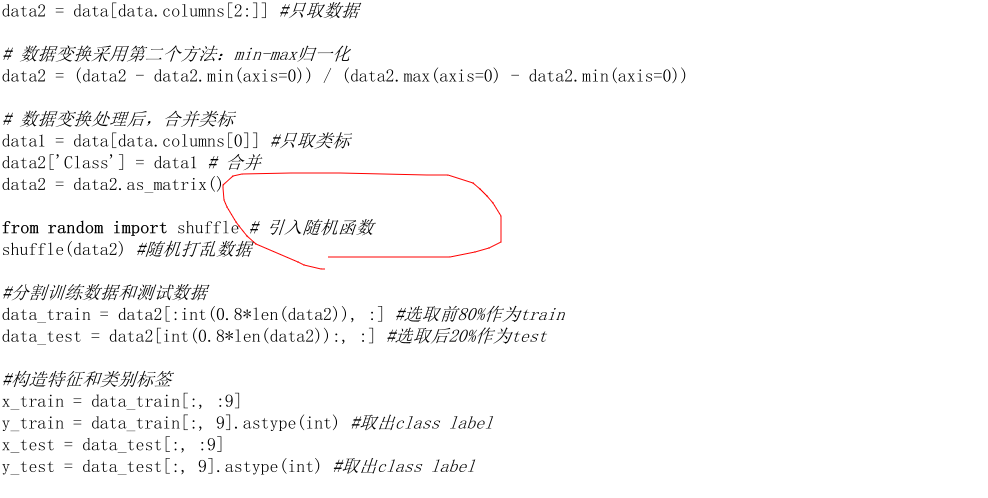 data2 = data[data.columns[2:]] #只取数据
# 数据变换采用第二个方法：min-max归一化
data2 = (data2 - data2.min(axis=0)) / (data2.max(axis=0) - data2.min(axis=0))
# 数据变换处理后，合并类标
data1 = data[data.columns[0]] #只取类标
data2['Class'] = data1 # 合并
data2 = data2.as_matrix()
from random import shuffle # 引入随机函数
shuffle(data2) #随机打乱数据
#分割训练数据和测试数据
data_train = data2[:int(0.8*len(data2)), :] #选取前80%作为train
data_test = data2[int(0.8*len(data2)):, :] #选取后20%作为test
#构造特征和类别标签
x_train = data_train[:, :9]
y_train = data_train[:, 9].astype(int) #取出class label
x_test = data_test[:, :9]
y_test = data_test[:, 9].astype(int) #取出class label